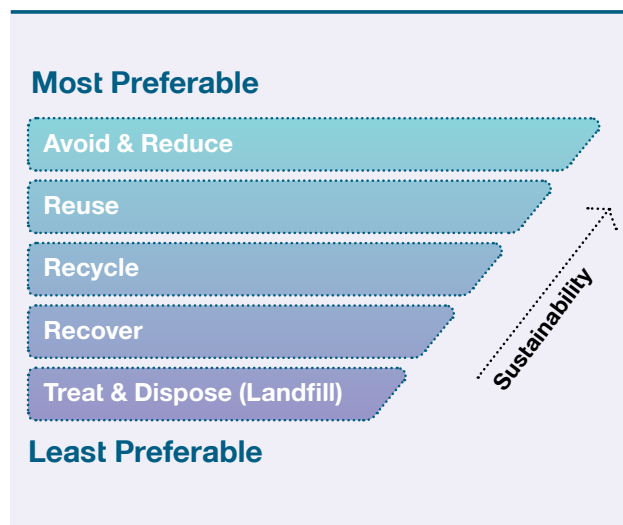 Most Preferable
Avoid & Reduce
Reuse
Recycle
Recover
Treat & Dispose (Landfill)
Sustainability
Least Preferable